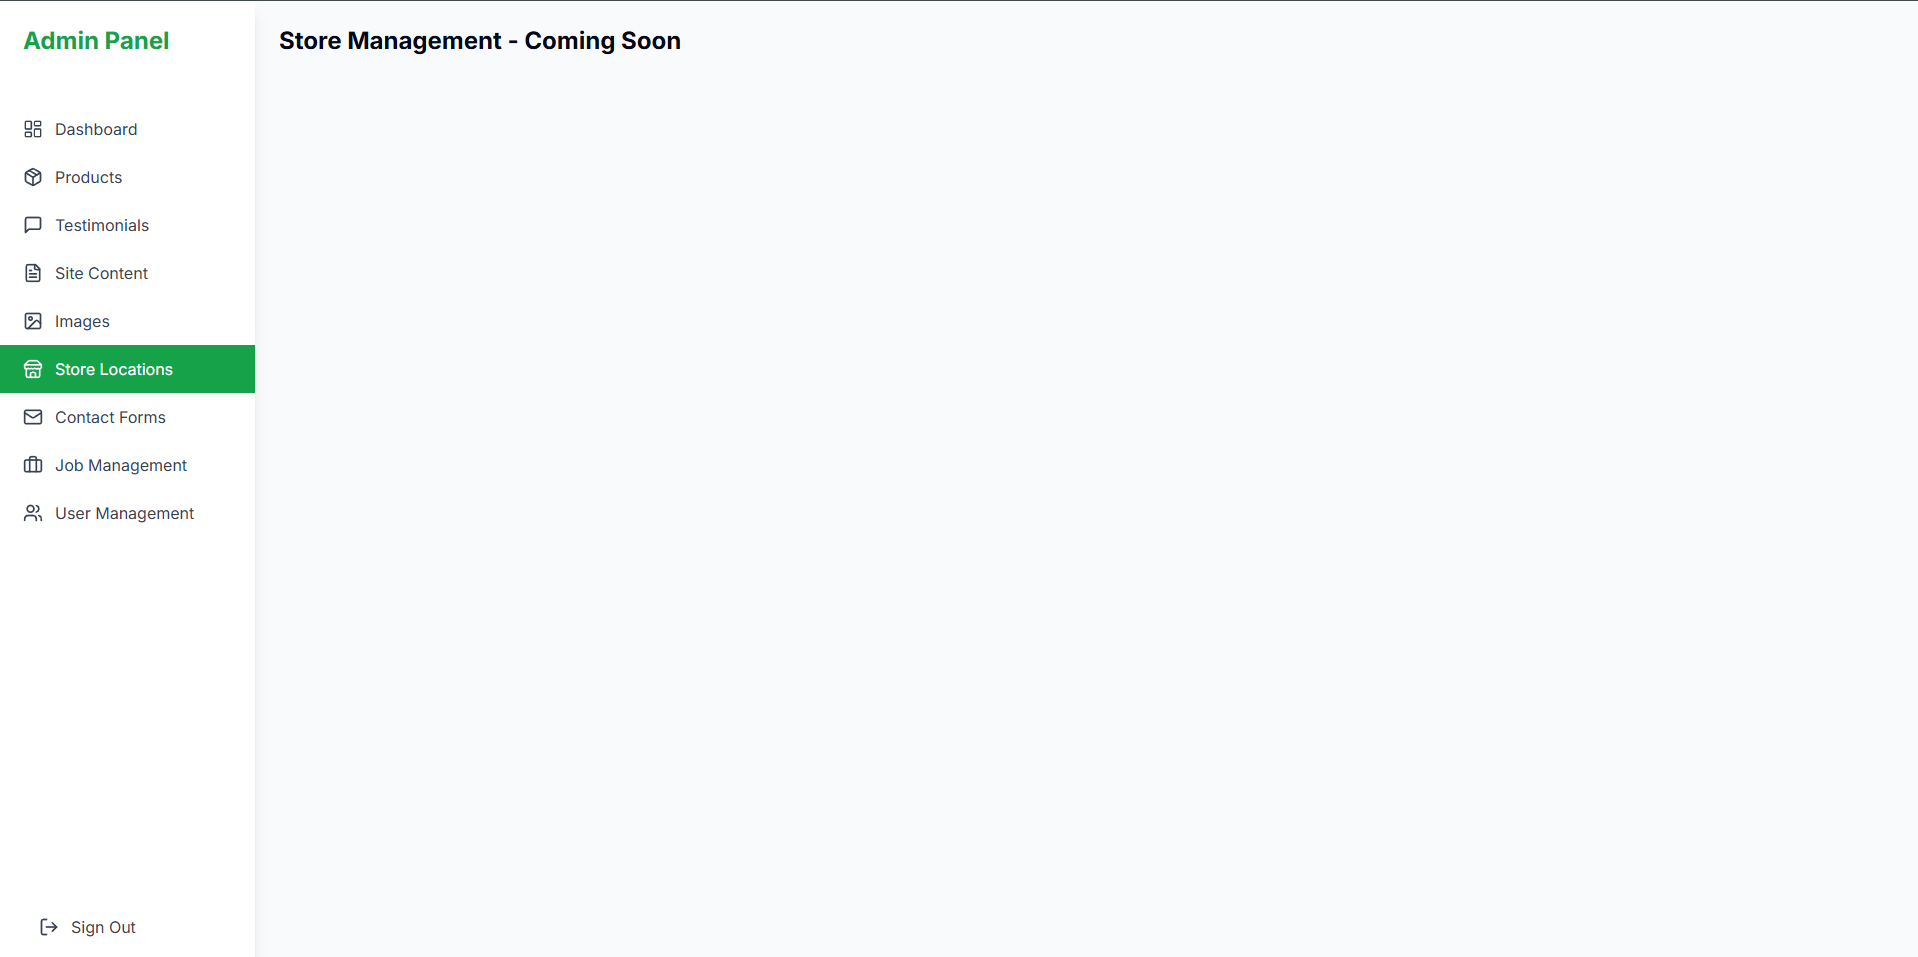 Admin Panel
Store Management - Coming Soon
Dashboard
Products
Testimonials
Site Content
Images
Store Locations
Contact Forms
Job Management
User Management
Sign Out